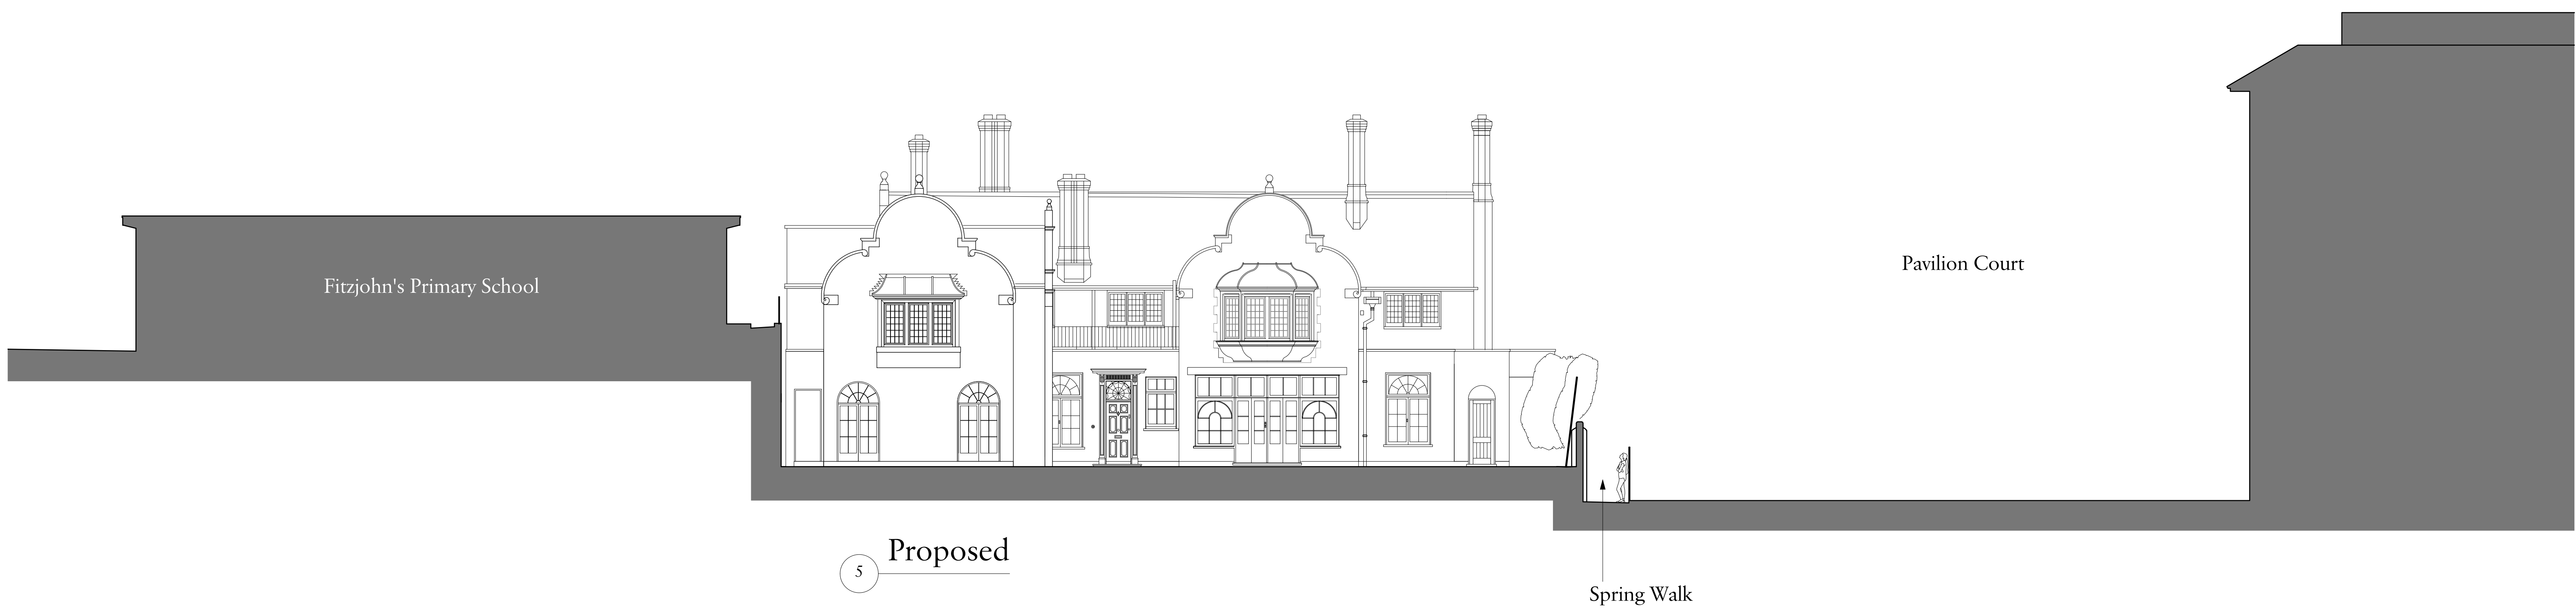 Fitzjohn's Primary School
Pavilion Court
5
Proposed
Spring Walk